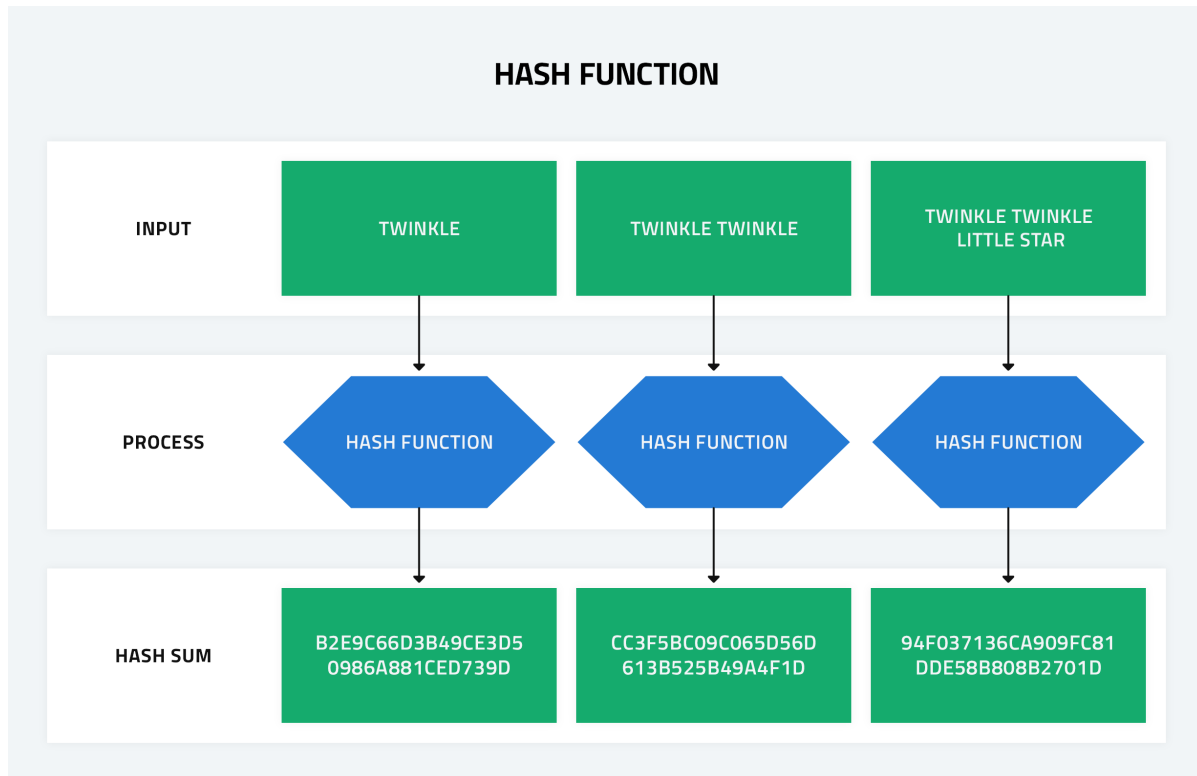 HASH FUNCTION
INPUT
TWINKLE
TWINKLE TWINKLE
TWINKLE TWINKLE
LITTLE STAR
PROCESS
HASH FUNCTION
HASH FUNCTION
HASH FUNCTION
HASH SUM
B2E9C66D3B49CE3D5
0986A881CED739D
CC3F5BC09C065D56D
613B525B49A4F1D
94F037136CA909FC81
DDE58B808B2701D